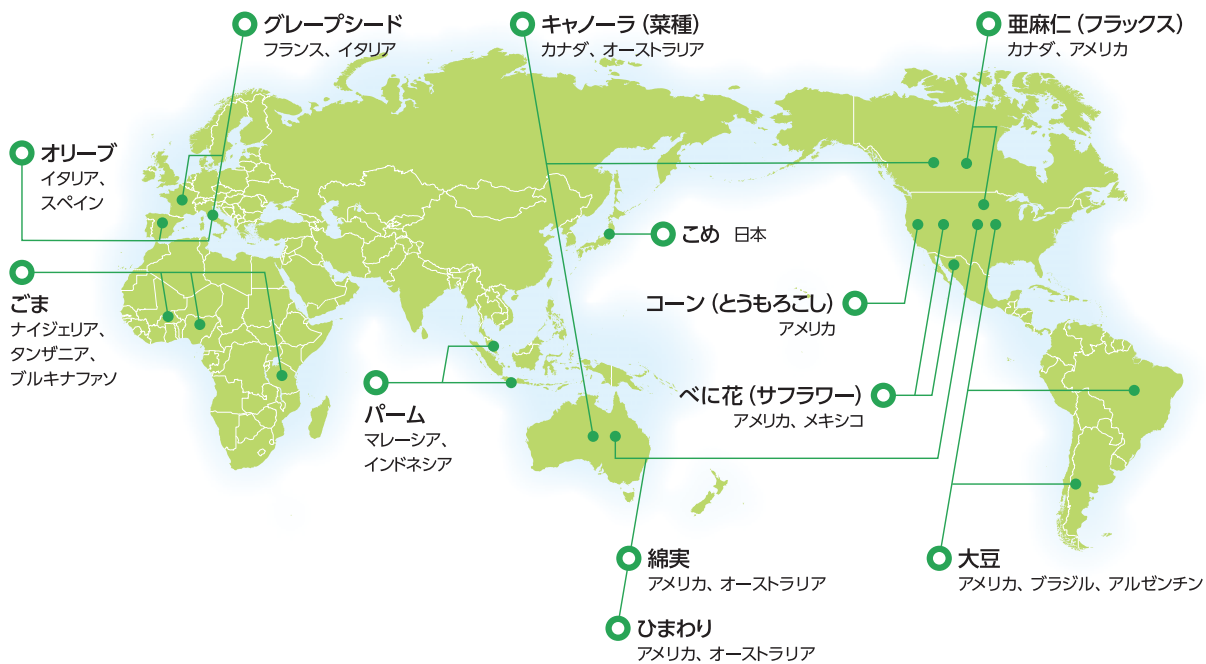 グレープシード
フランス、イタリア
キャノーラ（菜種）
カナダ、オーストラリア
亜麻仁（フラックス）
カナダ、アメリカ
オリーブ
イタリア、
スペイン
こめ 日本
ごま
ナイジェリア、
タンザニア、
ブルキナファソ
コーン（とうもろこし）
アメリカ
パーム
マレーシア、
インドネシア
べに花（サフラワー）
アメリカ、メキシコ
綿実
アメリカ、オーストラリア
大豆
アメリカ、ブラジル、アルゼンチン
ひまわり
アメリカ、オーストラリア